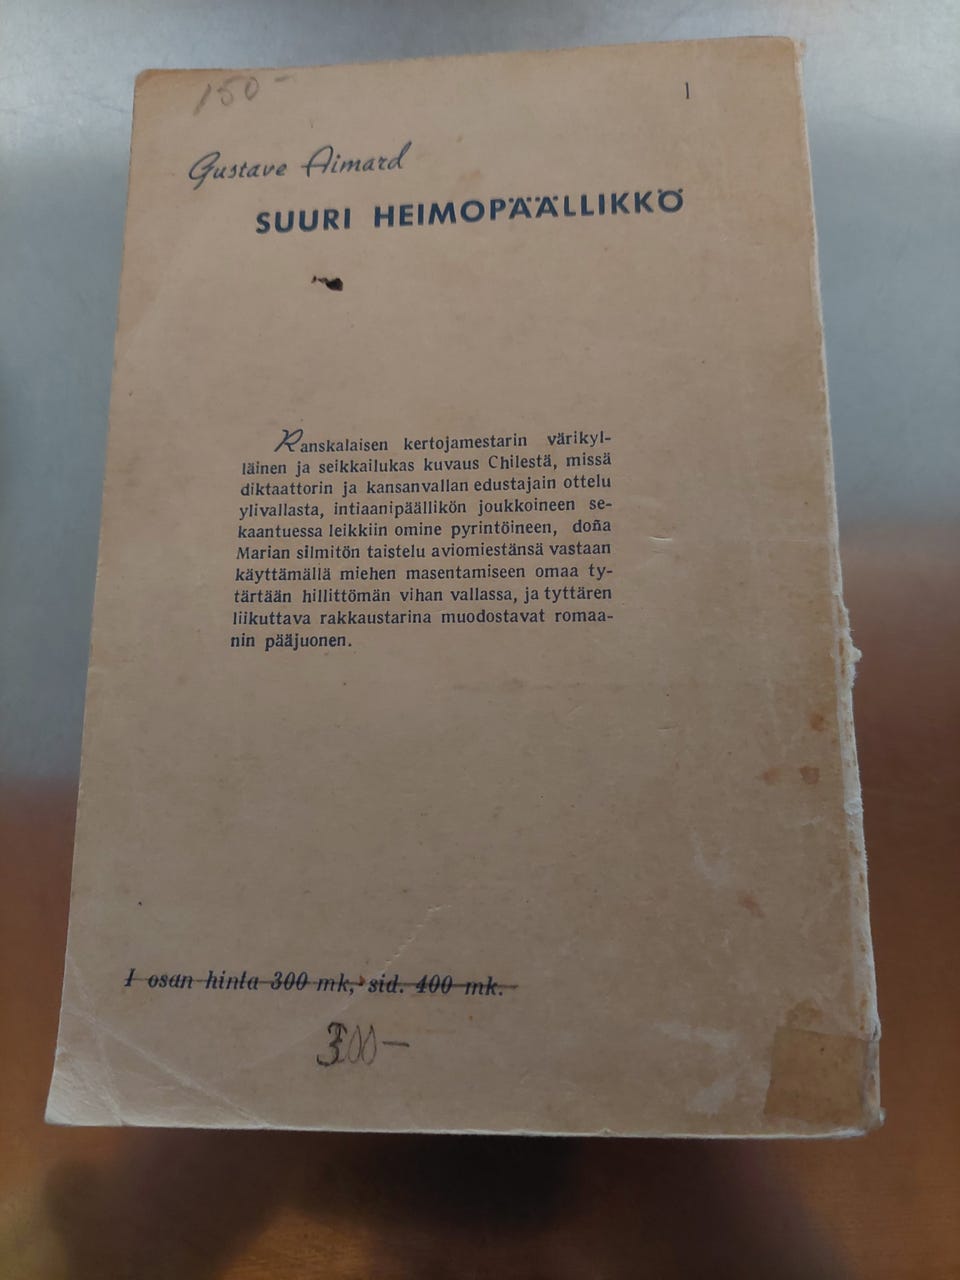 150-
1
Gustave Aimard
SUURI HEIMOPÄÄLLIKKÖ
Ranskalaisen kertojamestarin värikyl-
läinen ja seikkailukas kuvaus Chilestä, missä
diktaattorin ja kansanvallan edustajain ottelu
ylivallasta, intiaanipäällikön joukkoineen se-
kaantuessa leikkiin omine pyrintöineen, doña
Marian silmitön taistelu aviomiestänsä vastaan
käyttämällä miehen masentamiseen omaa ty-
tärtään hillittömän vihan vallassa, ja tyttären
liikuttava rakkaustarina muodostavat romaa-
nin pääjuonen.
I osan hinta 300 mk, sid. 400 mk.
300-